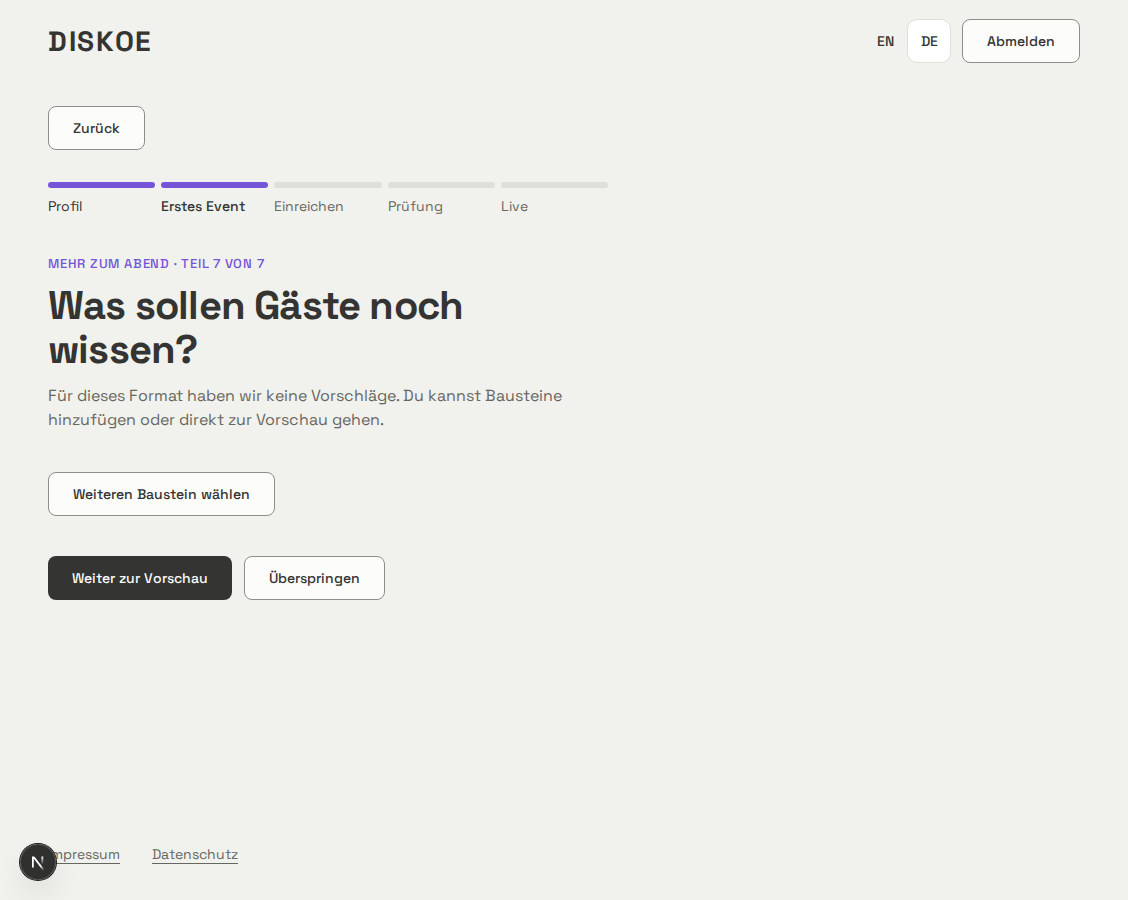 DISKOE
EN DE Abmelden
Zurück
Profil Erstes Event Einreichen Prüfung Live
MEHR ZUM ABEND · TEIL 7 VON 7
Was sollen Gäste noch
wissen?
Für dieses Format haben wir keine Vorschläge. Du kannst Bausteine
hinzufügen oder direkt zur Vorschau gehen.
Weiteren Baustein wählen
Weiter zur Vorschau Überspringen
N mpressum Datenschutz